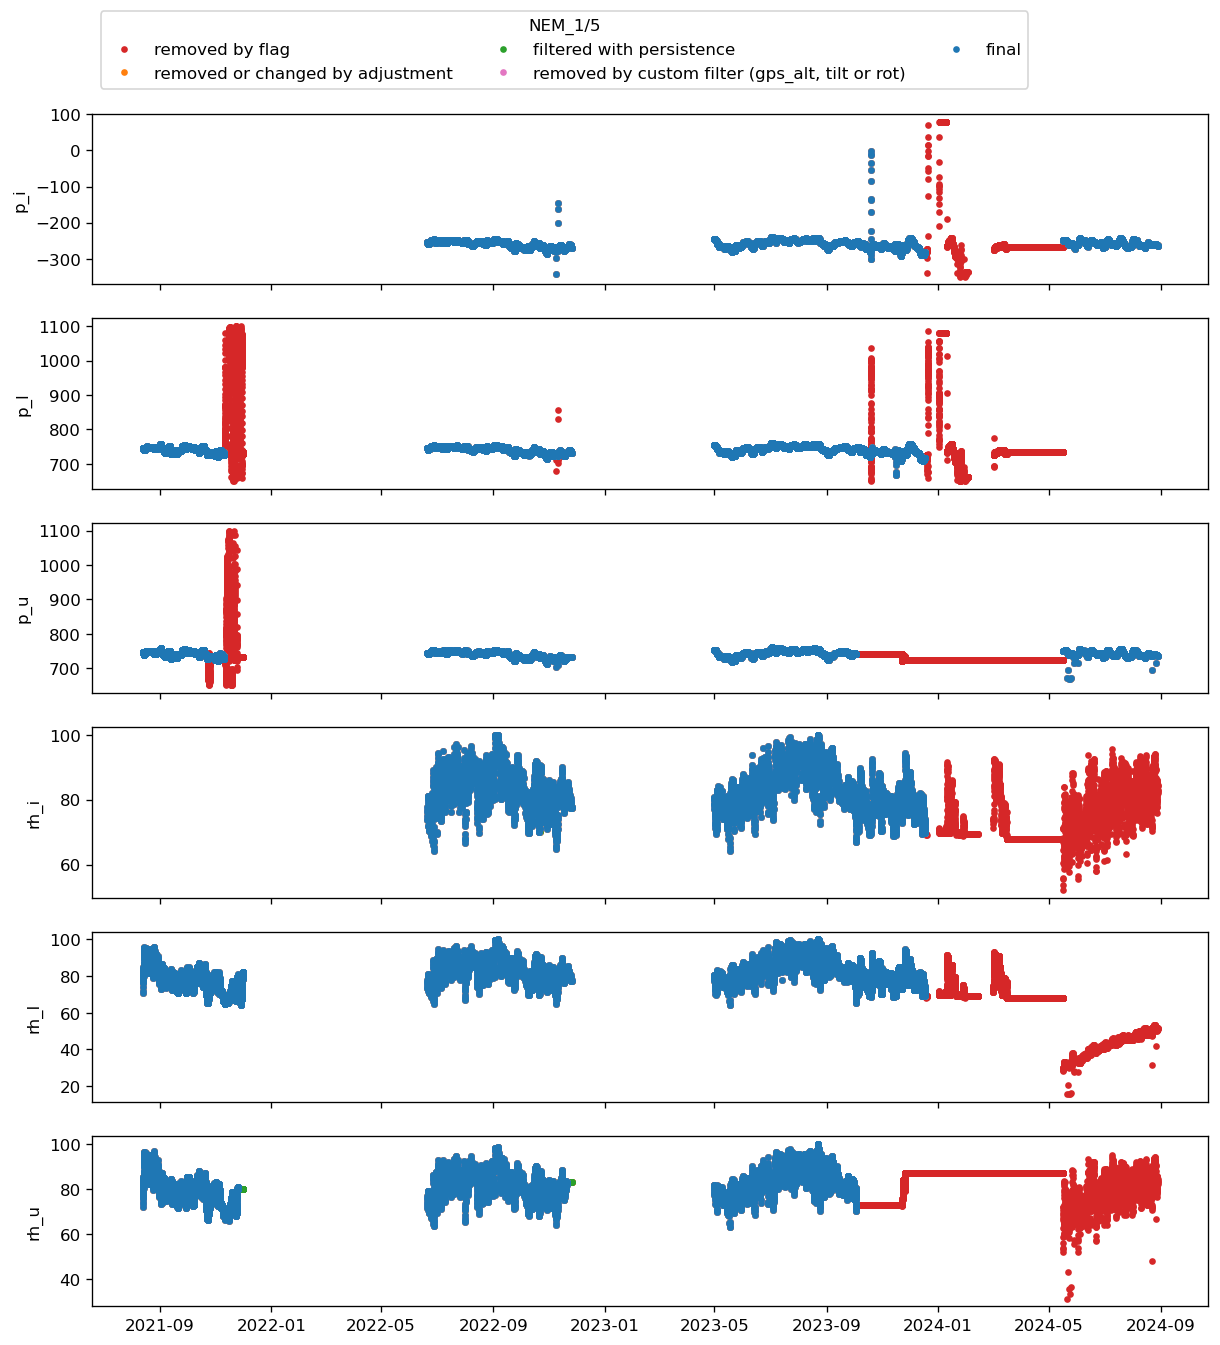 NEM_1/5
removed by flag
filtered with persistence
final
removed or changed by adjustment
removed by custom filter (gps_alt, tilt or rot)
100
0
−100
−200
−300
p_i
1100
1000
900
800
700
p_l
1100
1000
900
800
700
p_u
100
80
60
rh_i
100
80
60
40
20
rh_l
100
80
60
40
rh_u
2021-09 2022-01 2022-05 2022-09 2023-01 2023-05 2023-09 2024-01 2024-05 2024-09